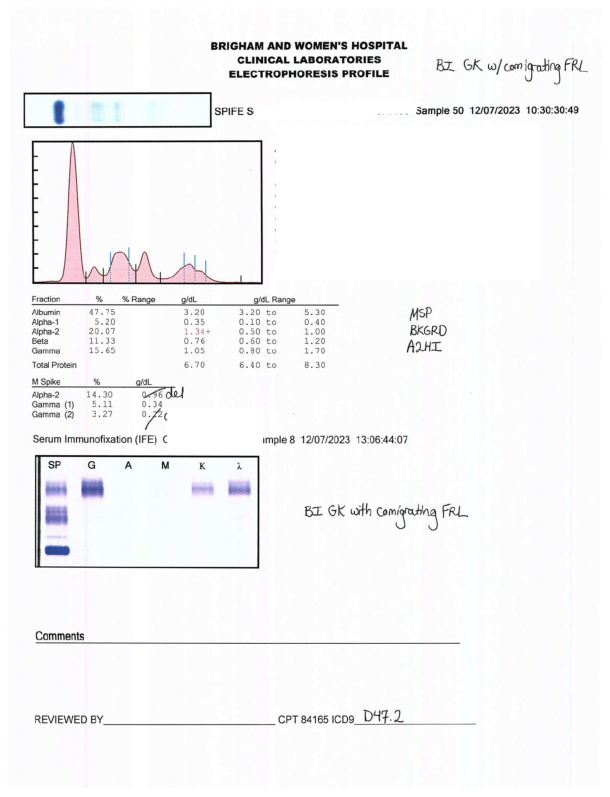 BRIGHAM AND WOMEN'S HOSPITAL
CLINICAL LABORATORIES
ELECTROPHORESIS PROFILE
BI GK w/comigrating FRL
SPIFE S Sample 50 12/07/2023 10:30:30:49
Fraction % % Range g/dL g/dL Range
Albumin 47.75 3.20 3.20 to 5.30
Alpha-1 5.20 0.35 0.10 to 0.40
Alpha-2 20.07 1.34+ 0.50 to 1.00
Beta 11.33 0.76 0.60 to 1.20
Gamma 15.65 1.05 0.80 to 1.70
Total Protein 6.70 6.40 to 8.30
MSP
BKGRD
A2HI
M Spike % g/dL
Alpha-2 14.30 0.96 del
Gamma (1) 5.11 0.34
Gamma (2) 3.27 0.22
Serum Immunofixation (IFE) mple 8 12/07/2023 13:06:44:07
SP G A M K λ
BI GK with comigrating FRL
Comments
REVIEWED BY CPT 84165 ICD9 D47.2